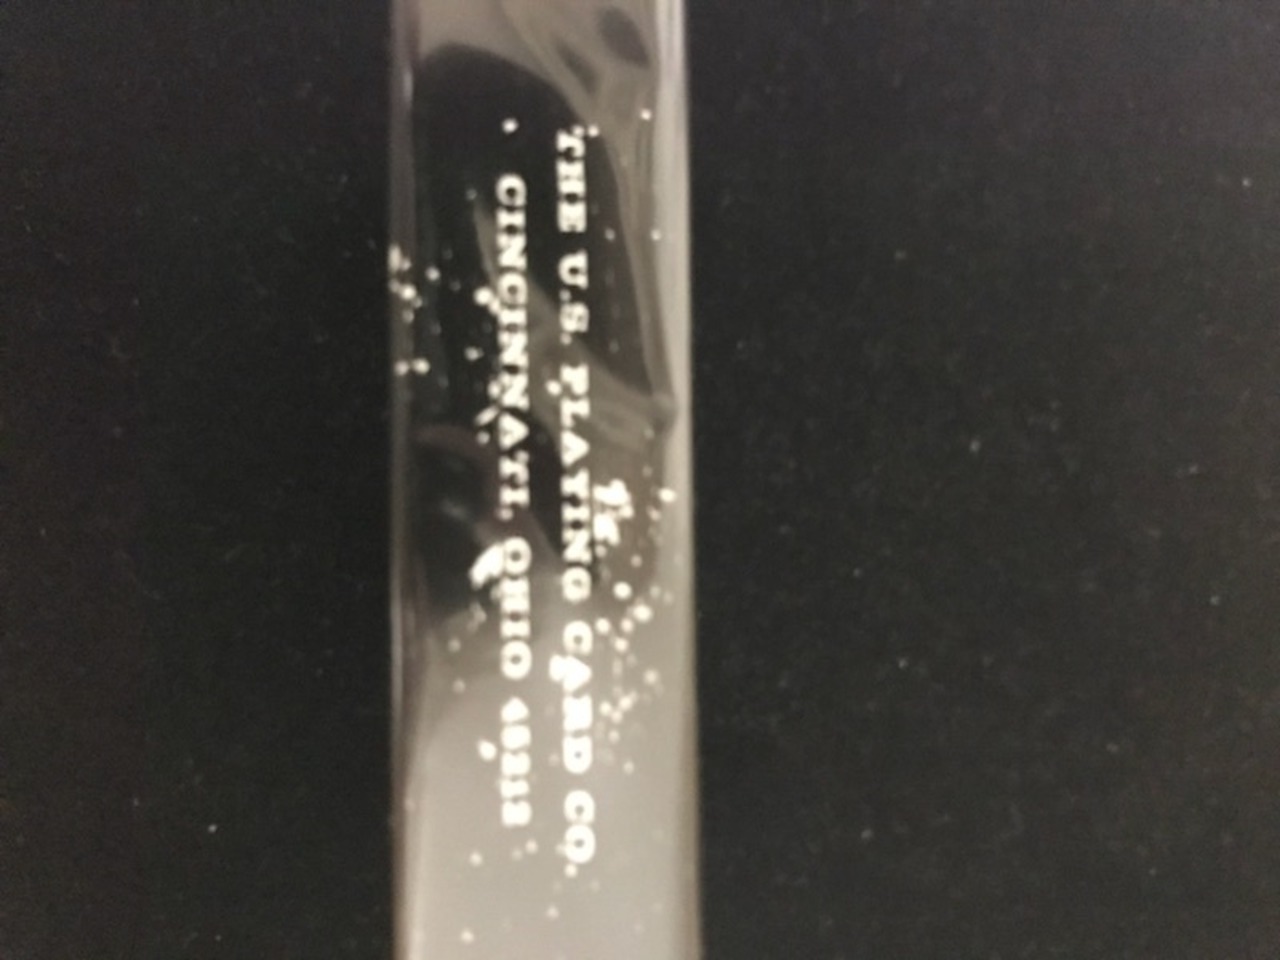 THE U.S. PLAYING CARD CO.
CINCINNATI, OHIO 45212